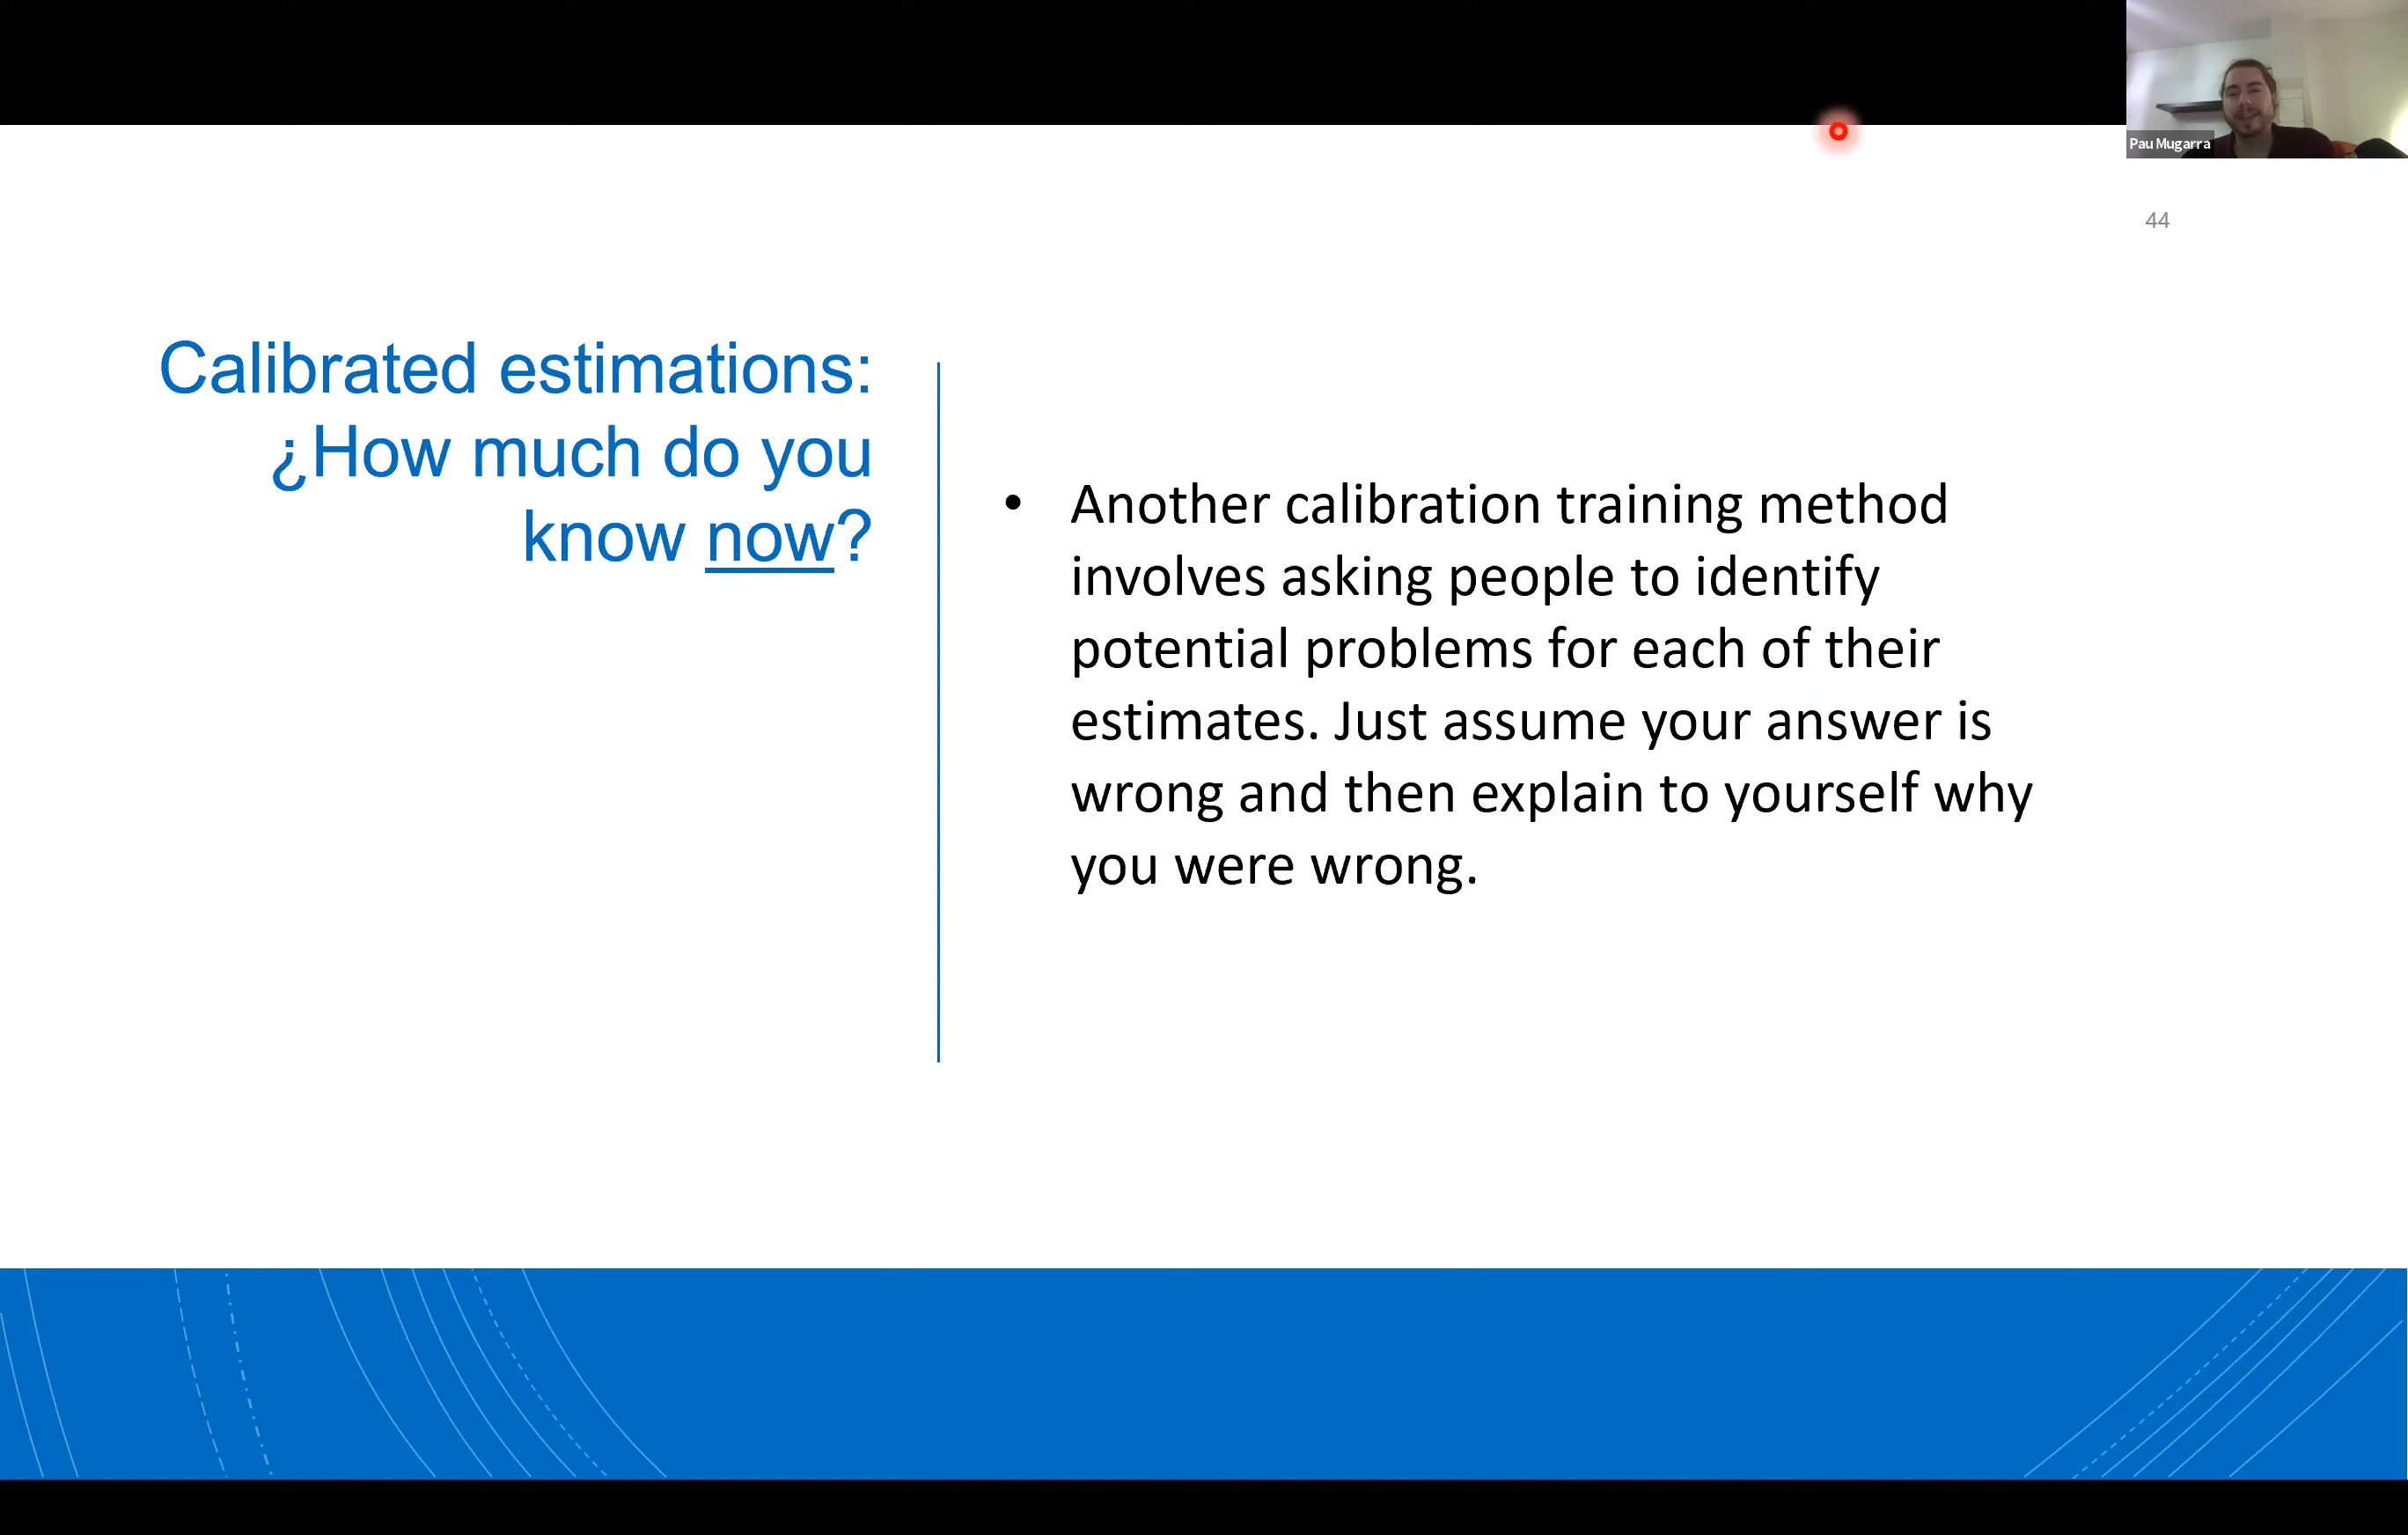 Pau Mugarra
44
Calibrated estimations:
¿How much do you
know now?
• Another calibration training method
involves asking people to identify
potential problems for each of their
estimates. Just assume your answer is
wrong and then explain to yourself why
you were wrong.